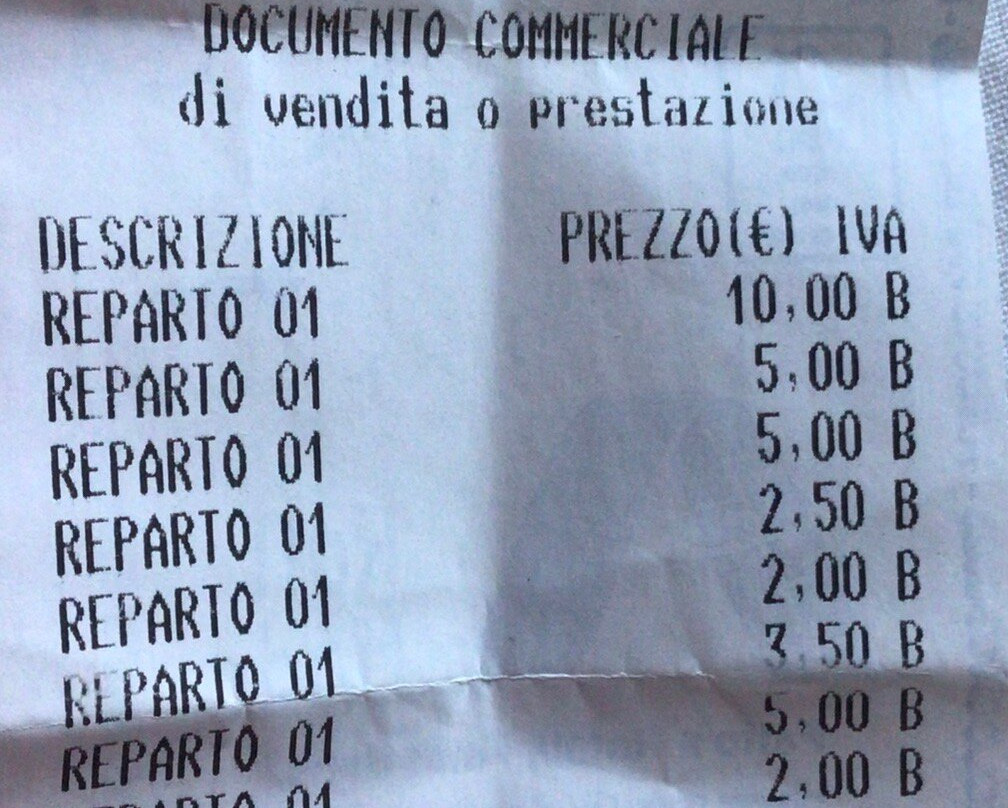 DOCUMENTO COMMERCIALE
di vendita o prestazione
DESCRIZIONE PREZZO(€) IVA
REPARTO 01 10,00 B
REPARTO 01 5,00 B
REPARTO 01 5,00 B
REPARTO 01 2,50 B
REPARTO 01 2,00 B
REPARTO 01 3,50 B
REPARTO 01 5,00 B
REPARTO 01 2,00 B